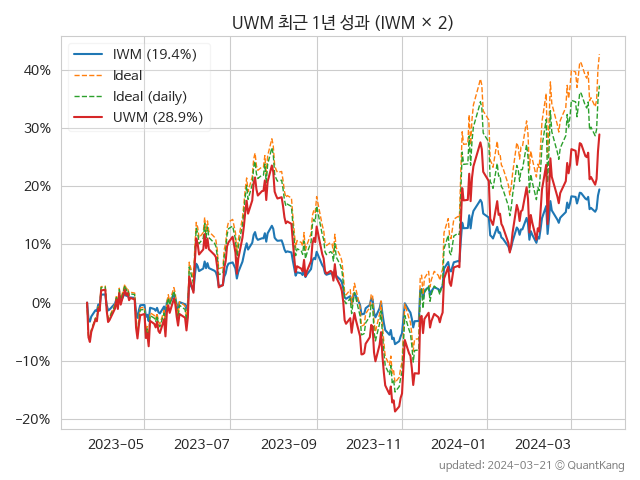 UWM 최근 1년 성과 (IWM × 2)
IWM (19.4%)
Ideal
Ideal (daily)
UWM (28.9%)
40%
30%
20%
10%
0%
−10%
−20%
2023−05 2023−07 2023−09 2023−11 2024−01 2024−03
updated: 2024−03−21 © QuantKang